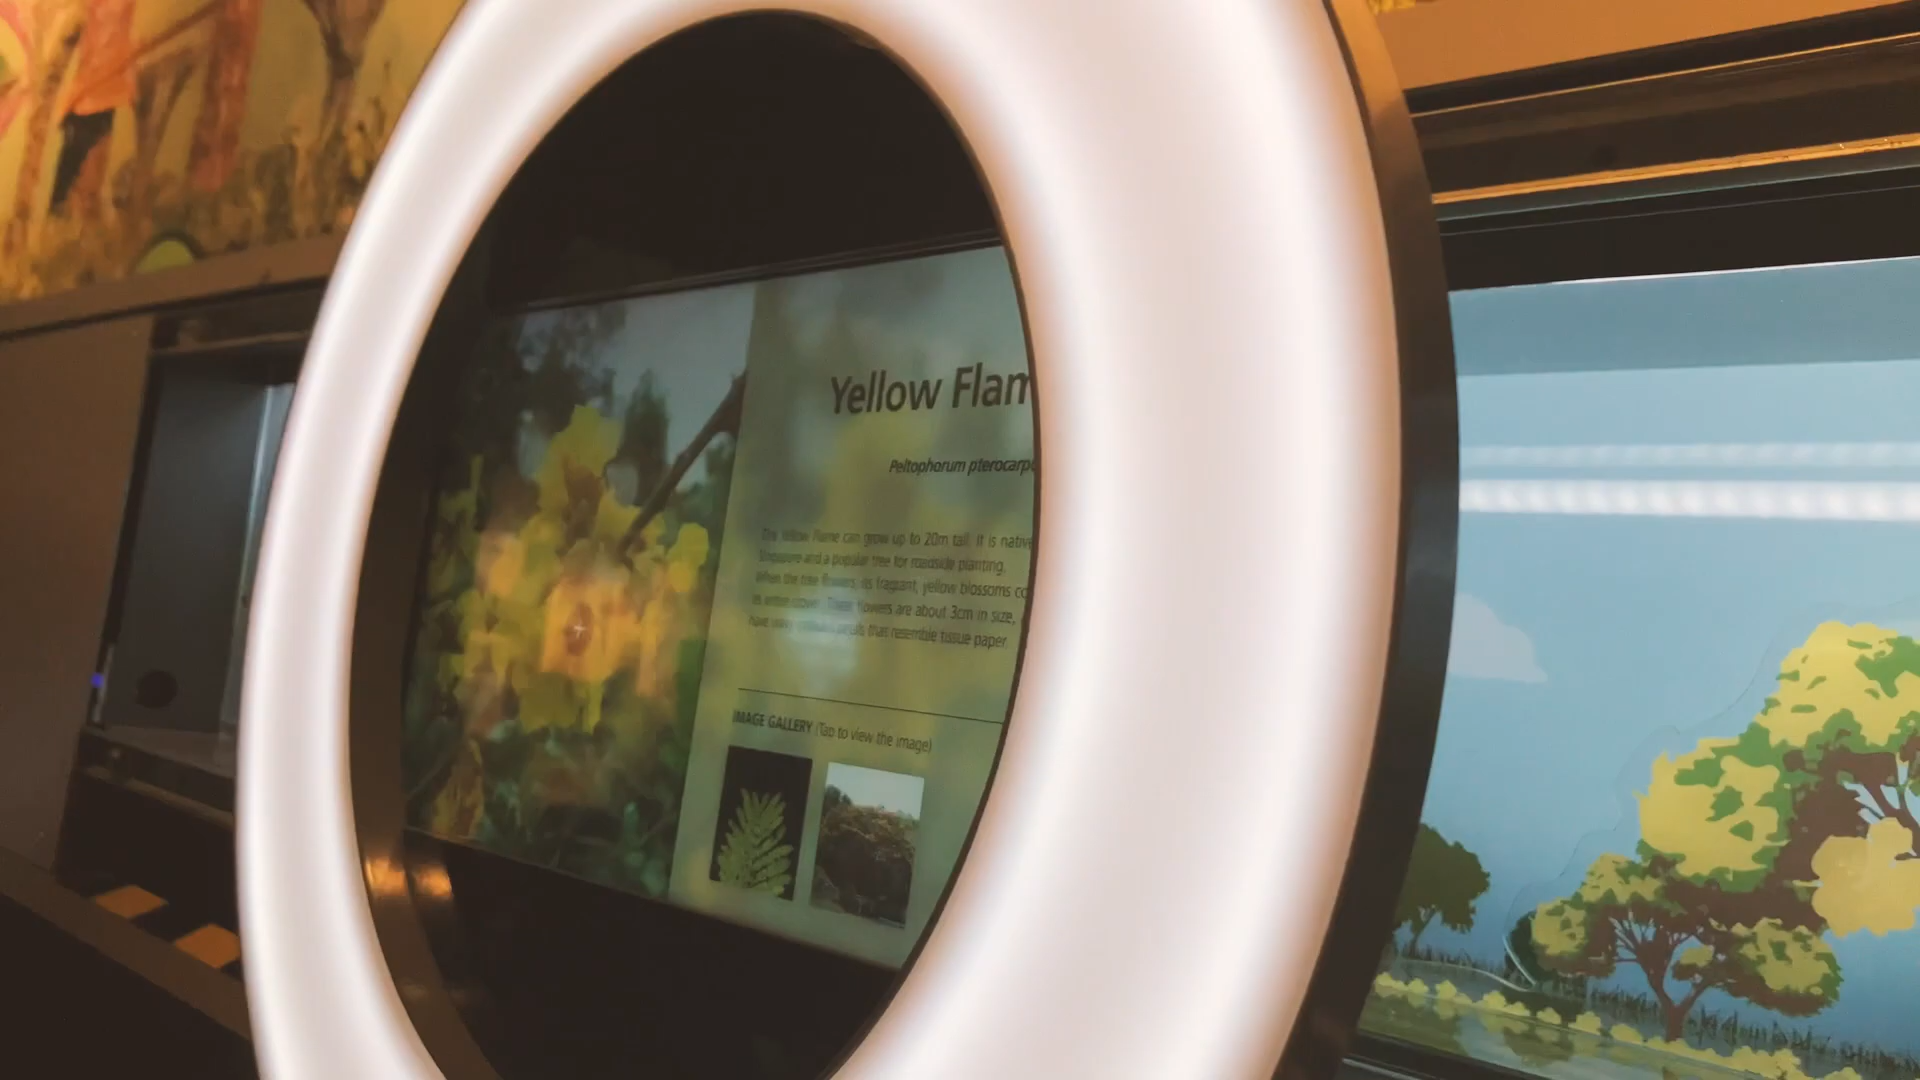 Yellow Flam
Peltophorum pterocarp
The Yellow Flame can grow up to 20m tall. It is native
Singapore and a popular tree for roadside planting.
When the tree flowers, its fragrant, yellow blossoms co
its entire crown. These flowers are about 3cm in size,
have wavy petals that resemble tissue paper.
IMAGE GALLERY (Tap to view the image)